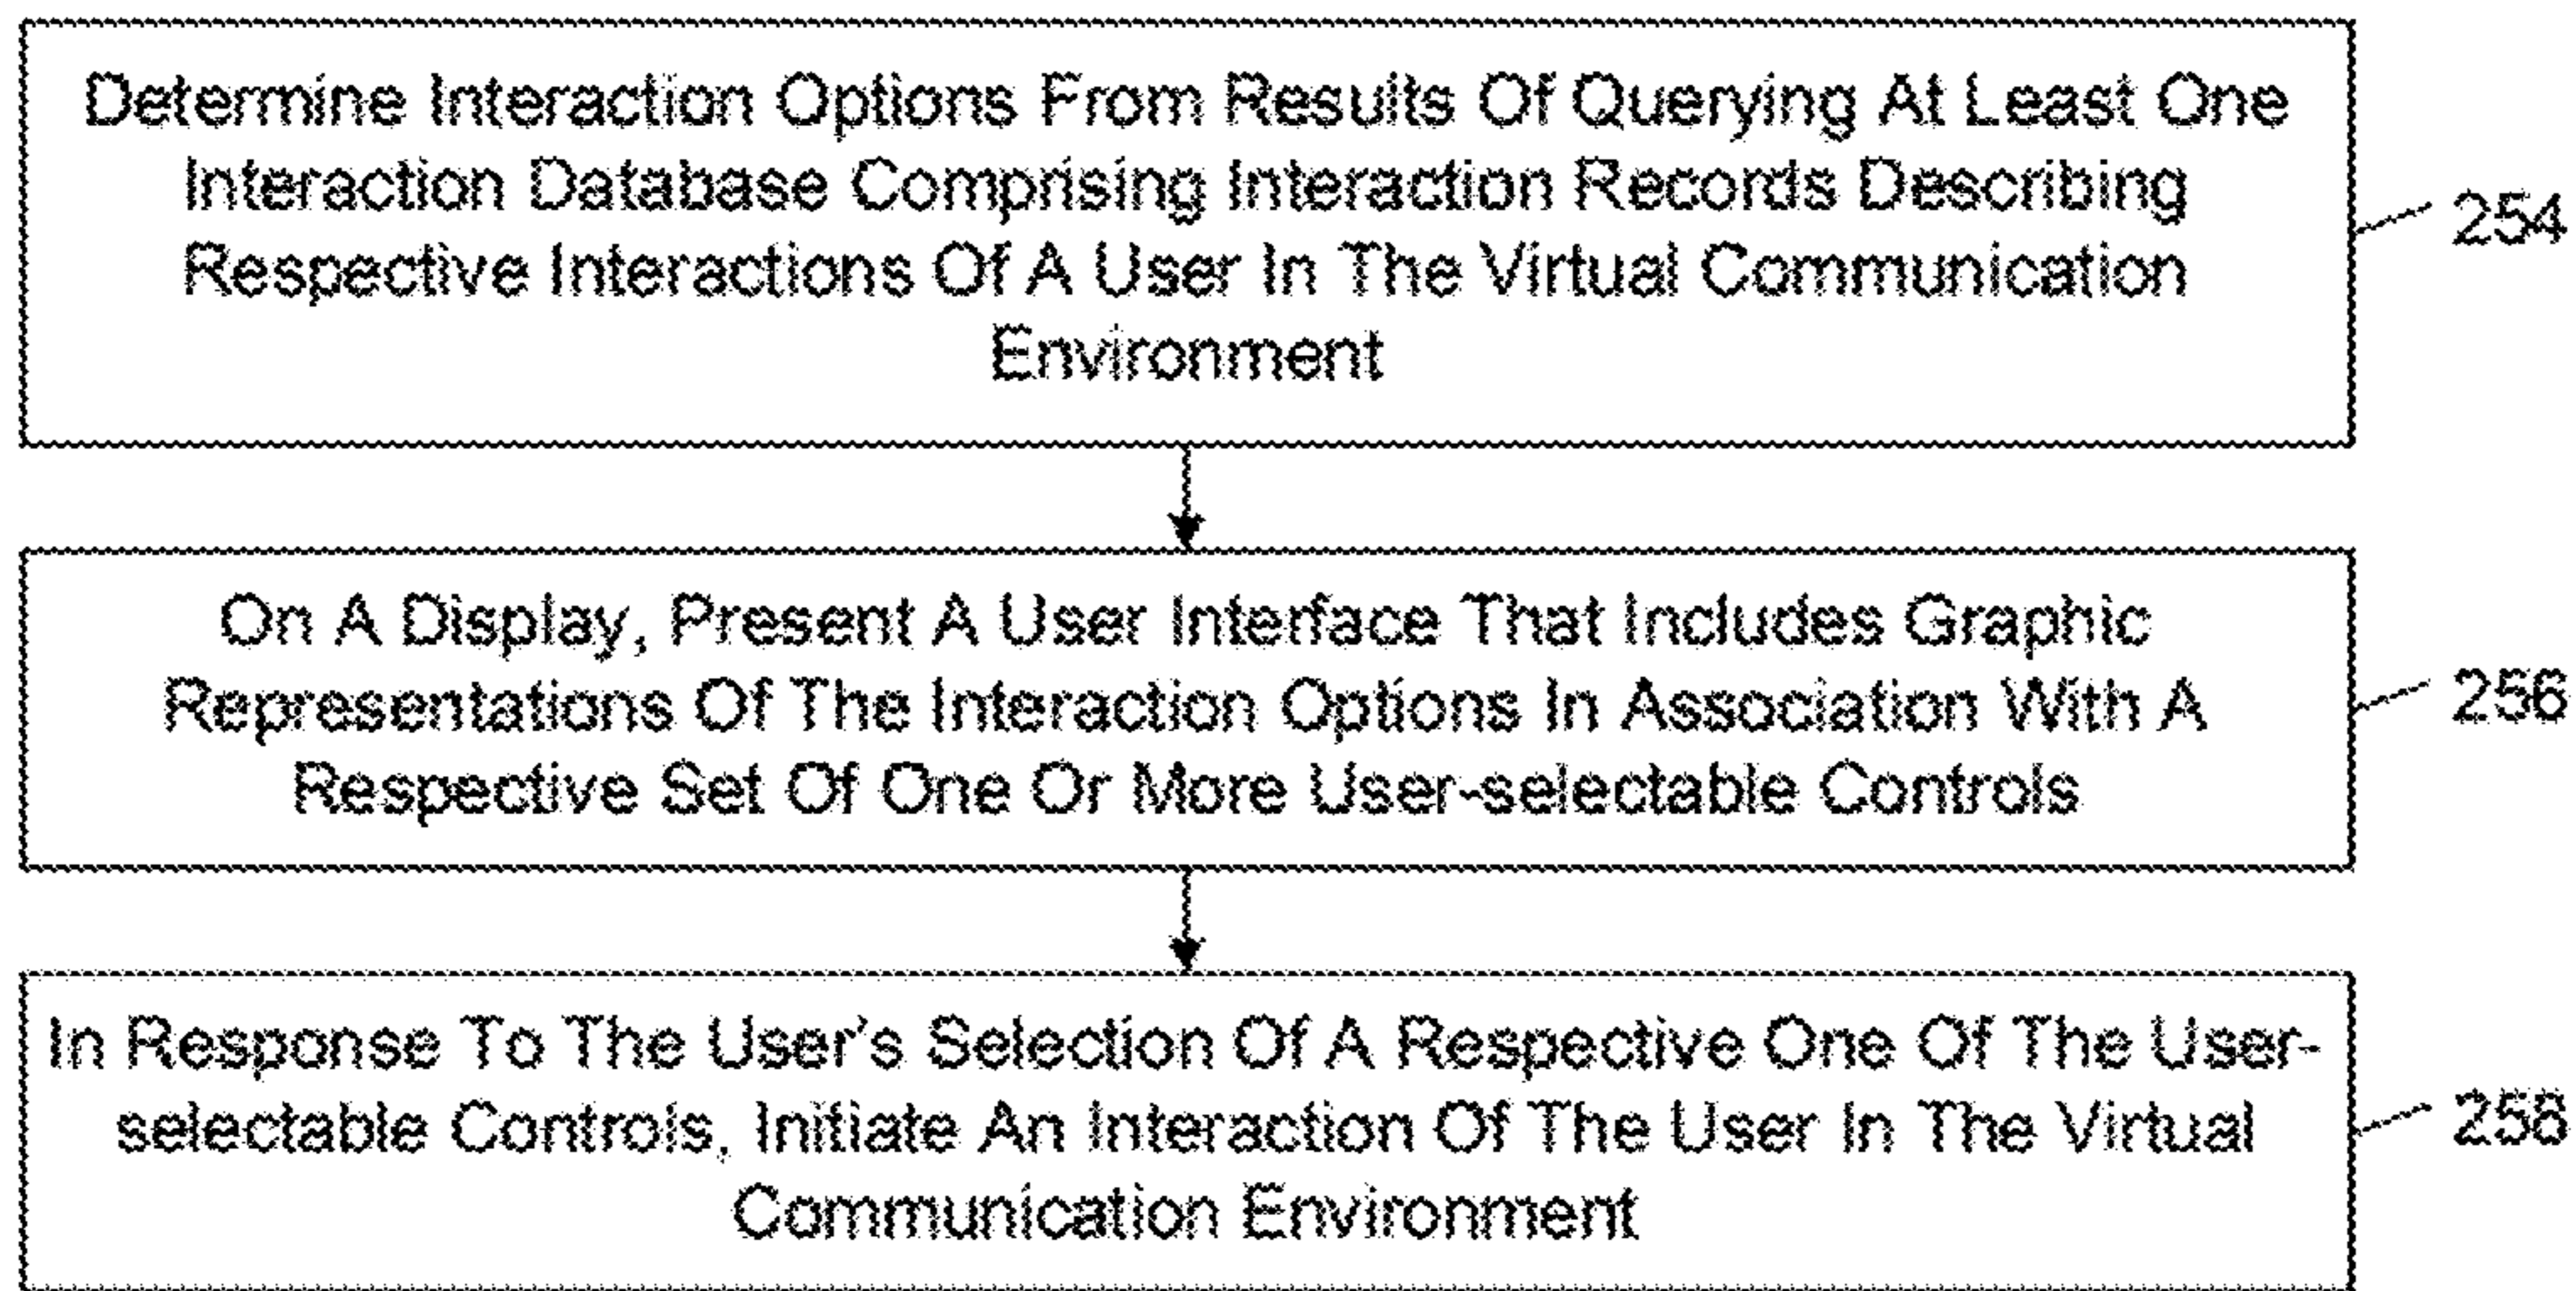 Determine Interaction Options From Results Of Querying At Least One
Interaction Database Comprising Interaction Records Describing
Respective Interactions Of A User In The Virtual Communication
Environment
254
On A Display, Present A User Interface That Includes Graphic
Representations Of The Interaction Options In Association With A
Respective Set Of One Or More User-selectable Controls
256
In Response To The User's Selection Of A Respective One Of The User-
selectable Controls, Initiate An Interaction Of The User In The Virtual
Communication Environment
258